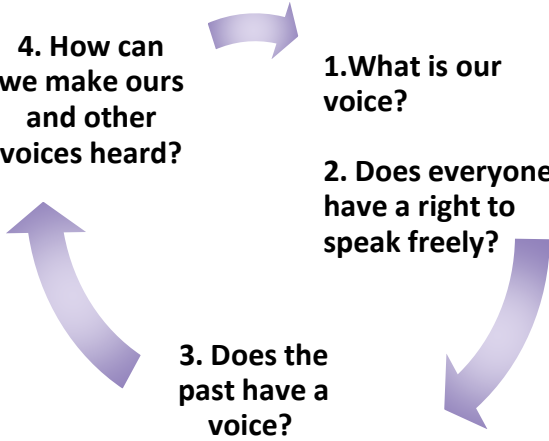 1.What is our
voice?
2. Does everyone
have a right to
speak freely?
3. Does the
past have a
voice?
4. How can
we make ours
and other
voices heard?